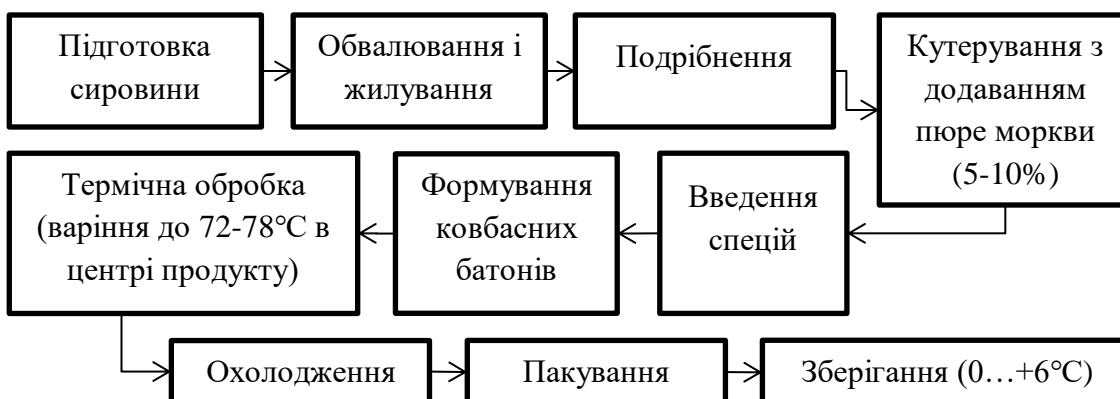 Підготовка
сировини
Обвалювання і
жилування
Подрібнення
Кутерування з
додаванням
пюре моркви
(5-10%)
Введення
спецій
Формування
ковбасних
батонів
Термічна обробка
(варіння до 72-78°С в
центрі продукту)
Охолодження
Пакування
Зберігання (0…+6°С)